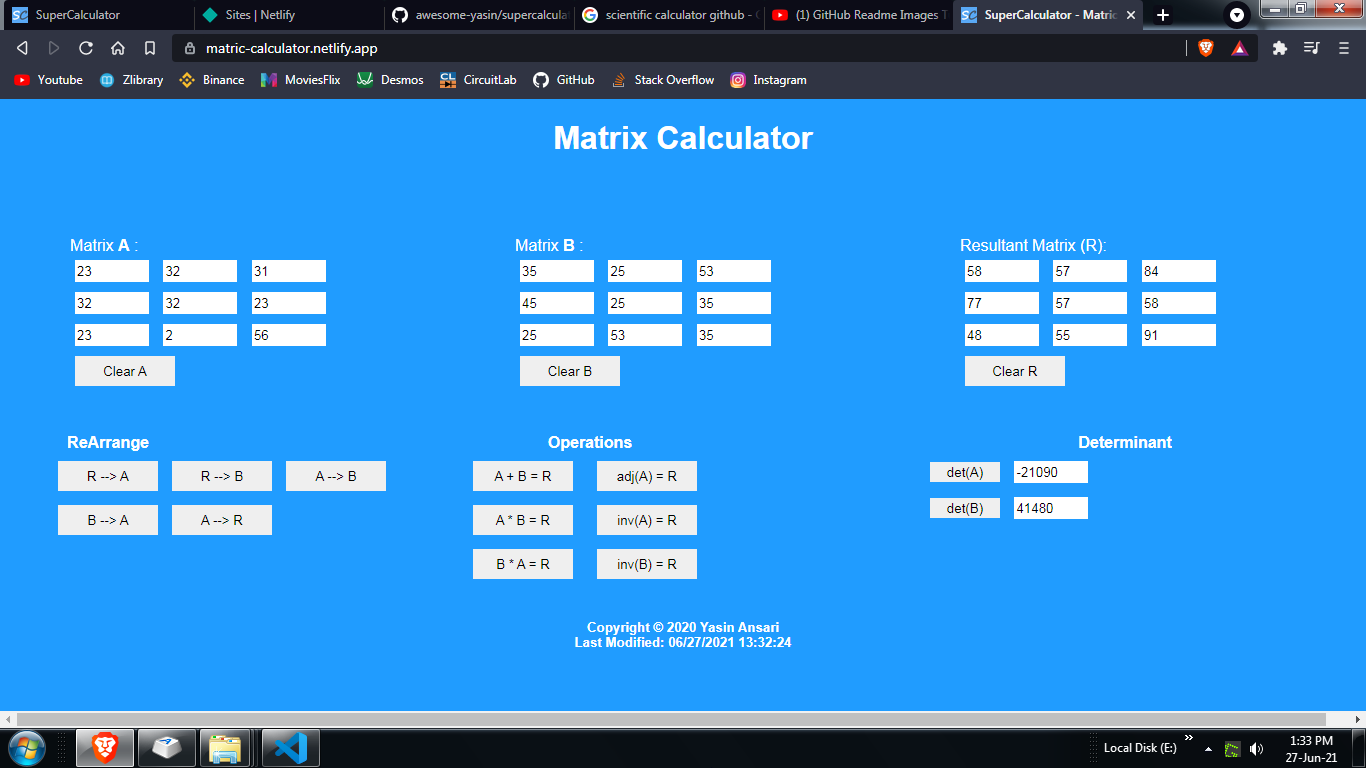 SuperCalculator
Sites | Netlify
awesome-yasin/supercalculat
scientific calculator github -
(1) GitHub Readme Images T
SuperCalculator - Matric
matric-calculator.netlify.app
Youtube Zlibrary Binance MoviesFlix Desmos CircuitLab GitHub Stack Overflow Instagram
Matrix Calculator
Matrix A :
23 32 31
32 32 23
23 2 56
Clear A
Matrix B :
35 25 53
45 25 35
25 53 35
Clear B
Resultant Matrix (R):
58 57 84
77 57 58
48 55 91
Clear R
ReArrange
R --> A R --> B A --> B
B --> A A --> R
Operations
A + B = R adj(A) = R
A * B = R inv(A) = R
B * A = R inv(B) = R
Determinant
det(A) -21090
det(B) 41480
Copyright © 2020 Yasin Ansari
Last Modified: 06/27/2021 13:32:24
Local Disk (E:)
1:33 PM
27-Jun-21